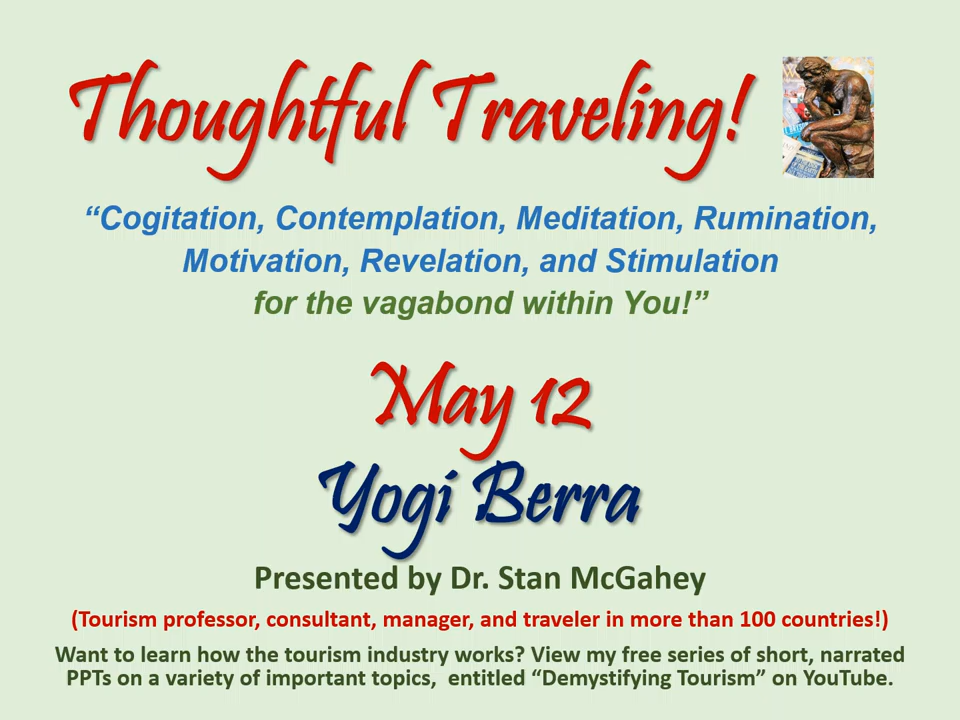 Thoughtful Traveling!
“Cogitation, Contemplation, Meditation, Rumination,
Motivation, Revelation, and Stimulation
for the vagabond within You!”
May 12
Yogi Berra
Presented by Dr. Stan McGahey
(Tourism professor, consultant, manager, and traveler in more than 100 countries!)
Want to learn how the tourism industry works? View my free series of short, narrated
PPTs on a variety of important topics,  entitled “Demystifying Tourism” on YouTube.